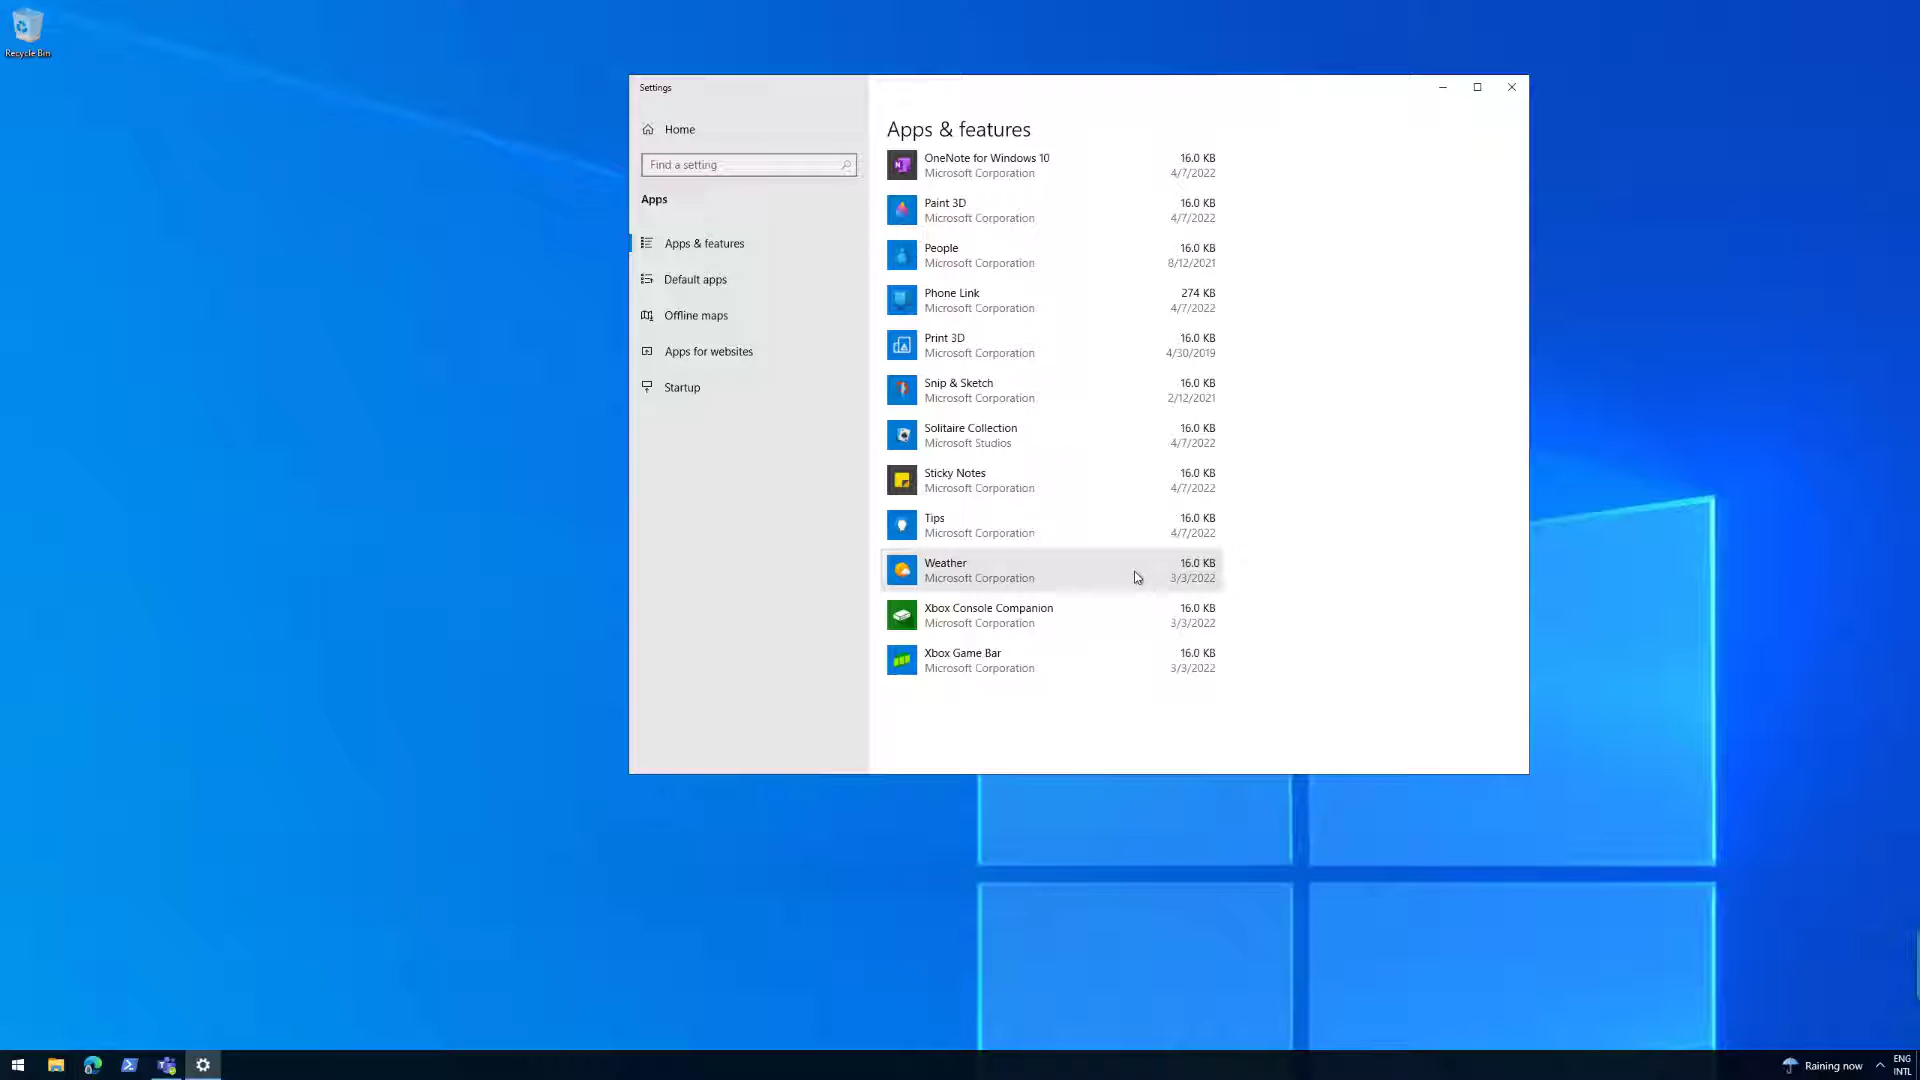 Recycle Bin
Settings
Home
Find a setting
Apps
Apps & features
Default apps
Offline maps
Apps for websites
Startup
Apps & features
OneNote for Windows 10 16.0 KB
Microsoft Corporation 4/7/2022
Paint 3D 16.0 KB
Microsoft Corporation 4/7/2022
People 16.0 KB
Microsoft Corporation 8/12/2021
Phone Link 274 KB
Microsoft Corporation 4/7/2022
Print 3D 16.0 KB
Microsoft Corporation 4/30/2019
Snip & Sketch 16.0 KB
Microsoft Corporation 2/12/2021
Solitaire Collection 16.0 KB
Microsoft Studios 4/7/2022
Sticky Notes 16.0 KB
Microsoft Corporation 4/7/2022
Tips 16.0 KB
Microsoft Corporation 4/7/2022
Weather 16.0 KB
Microsoft Corporation 3/3/2022
Xbox Console Companion 16.0 KB
Microsoft Corporation 3/3/2022
Xbox Game Bar 16.0 KB
Microsoft Corporation 3/3/2022
Raining now
ENG
INTL